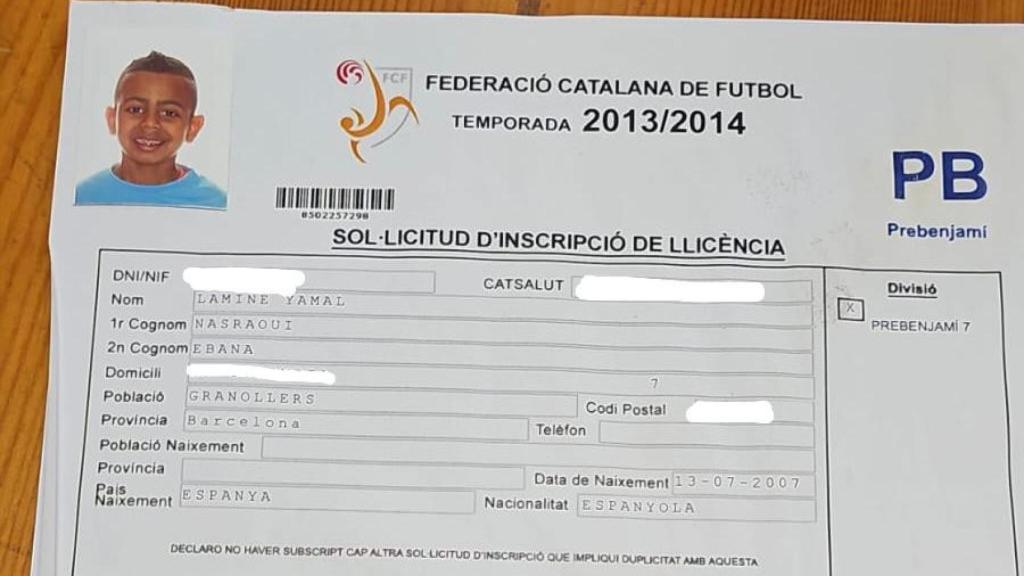 FCF
FEDERACIÓ CATALANA DE FUTBOL
TEMPORADA 2013/2014
8502257298
PB
Prebenjamí
SOL·LICITUD D'INSCRIPCIÓ DE LLICÈNCIA
DNI/NIF CATSALUT
Nom LAMINE YAMAL
1r Cognom NASRAOUI
2n Cognom EBANA
Domicili 7
Població GRANOLLERS Codi Postal
Província Barcelona Telèfon
Població Naixement
Província Data de Naixement 13-07-2007
País Naixement ESPANYA Nacionalitat ESPANYOLA
Divisió
X PREBENJAMÍ 7
DECLARO NO HAVER SUBSCRIPT CAP ALTRA SOL·LICITUD D'INSCRIPCIÓ QUE IMPLIQUI DUPLICITAT AMB AQUESTA